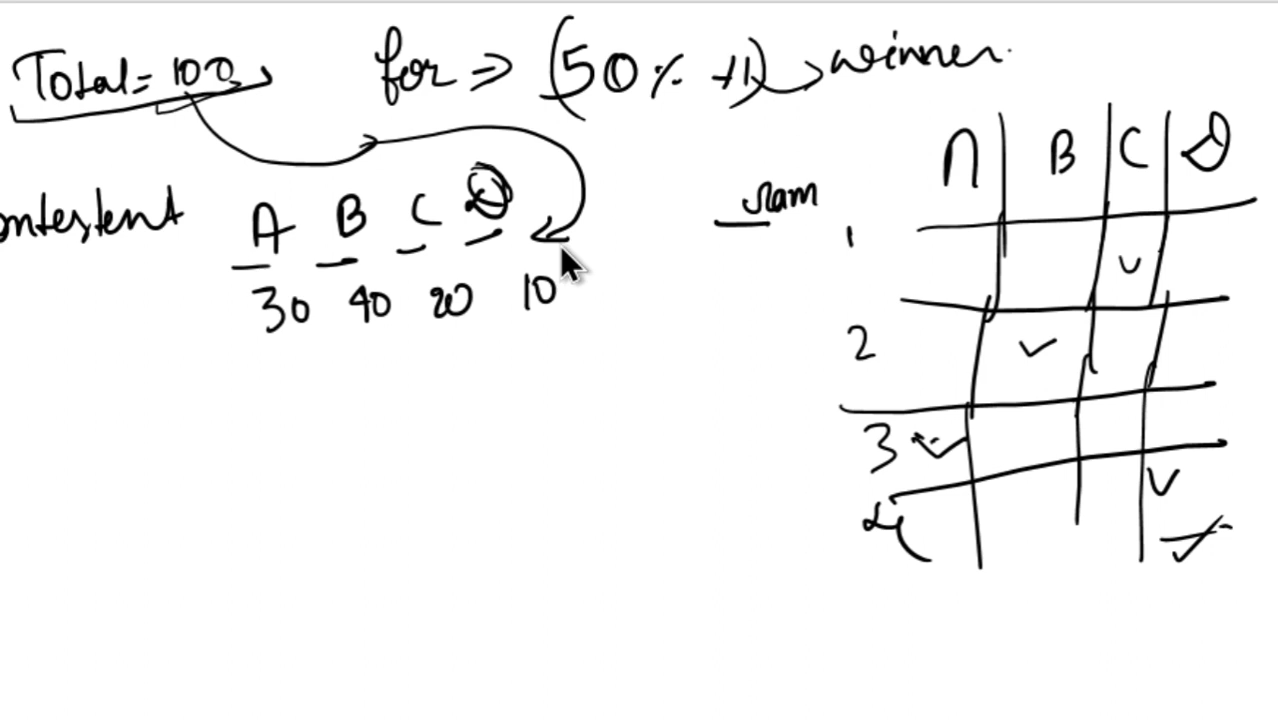 Total = 100 for => (50% +1) winner
ontestent A B C D
30 40 20 10
ram
A B C D
1 ✓
2 ✓
3 ✓
4 ✓